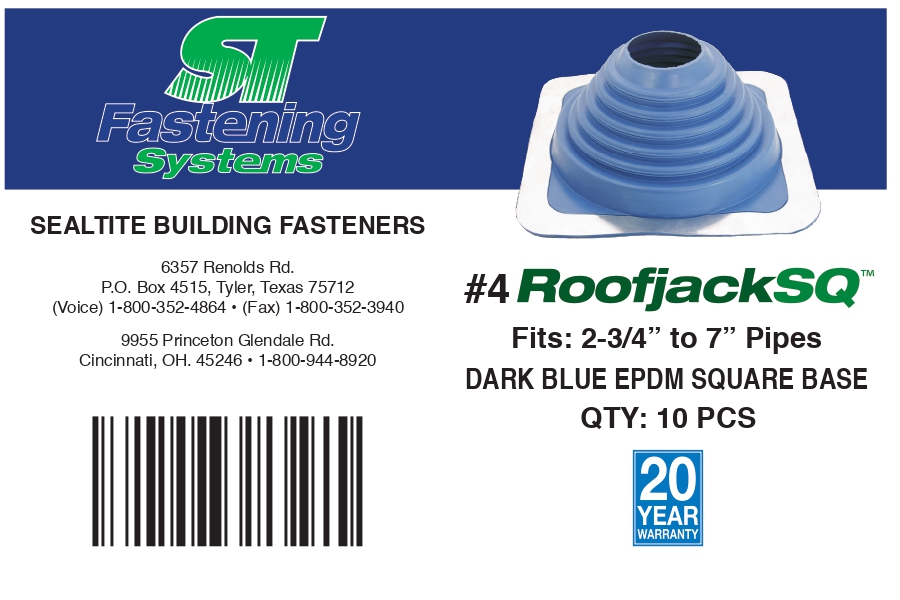 ST
Fastening
Systems
SEALTITE BUILDING FASTENERS
6357 Renolds Rd.
P.O. Box 4515, Tyler, Texas 75712
(Voice) 1-800-352-4864 • (Fax) 1-800-352-3940
9955 Princeton Glendale Rd.
Cincinnati, OH. 45246 • 1-800-944-8920
#4 RoofjackSQ™
Fits: 2-3/4” to 7” Pipes
DARK BLUE EPDM SQUARE BASE
QTY: 10 PCS
20
YEAR
WARRANTY